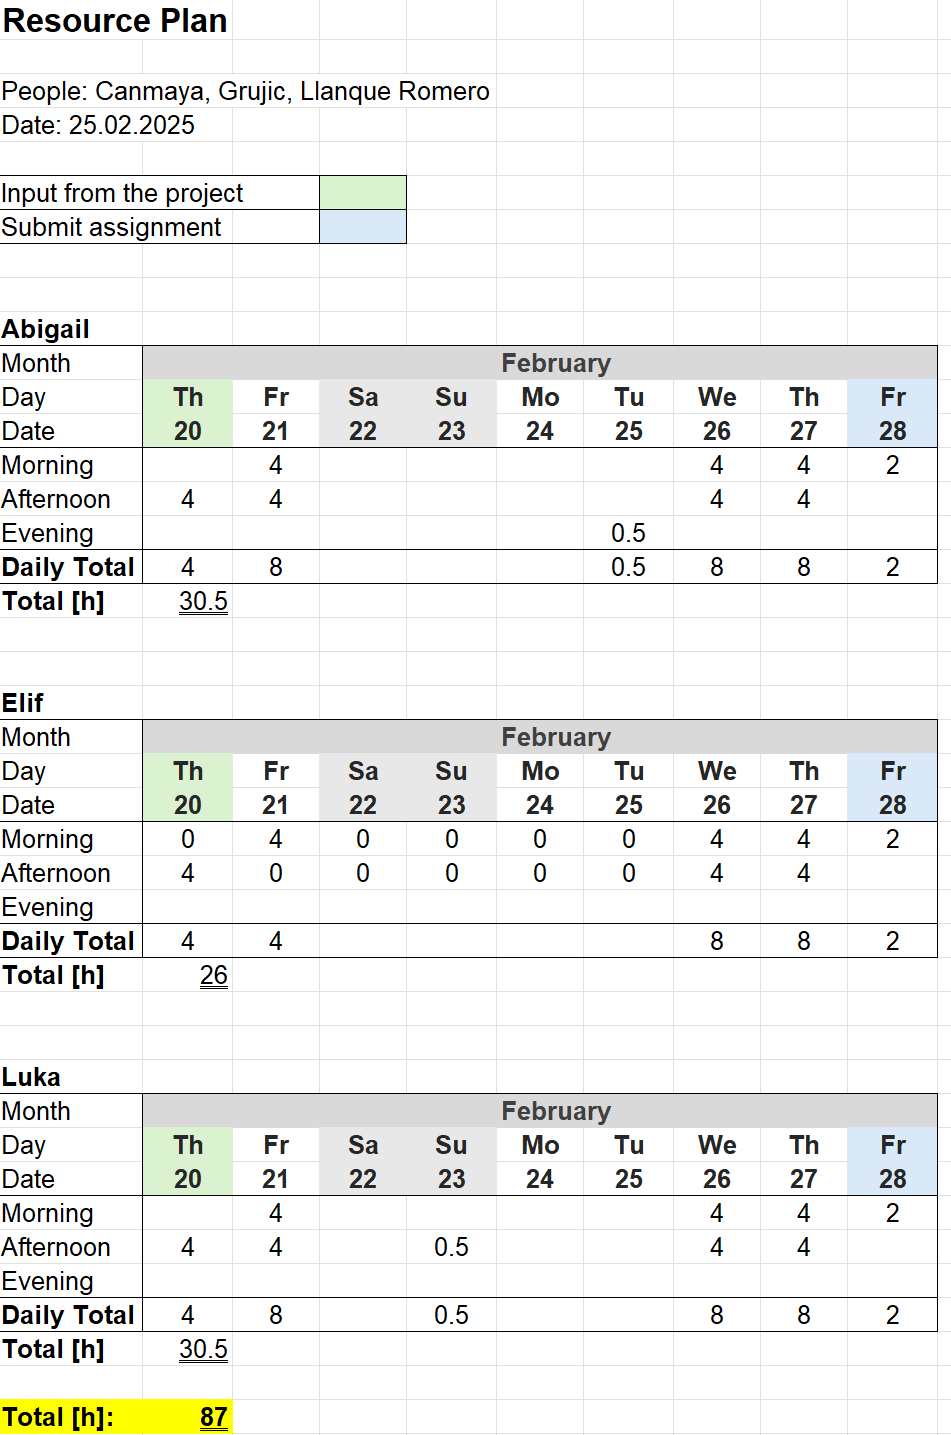 Resource Plan
People: Canmaya, Grujic, Llanque Romero
Date: 25.02.2025
Input from the project
Submit assignment
Abigail
Month February
Day Th Fr Sa Su Mo Tu We Th Fr
Date 20 21 22 23 24 25 26 27 28
Morning 4 4 4 2
Afternoon 4 4 4 4
Evening 0.5
Daily Total 4 8 0.5 8 8 2
Total [h] 30.5
Elif
Month February
Day Th Fr Sa Su Mo Tu We Th Fr
Date 20 21 22 23 24 25 26 27 28
Morning 0 4 0 0 0 0 4 4 2
Afternoon 4 0 0 0 0 0 4 4
Evening
Daily Total 4 4 8 8 2
Total [h] 26
Luka
Month February
Day Th Fr Sa Su Mo Tu We Th Fr
Date 20 21 22 23 24 25 26 27 28
Morning 4 4 4 2
Afternoon 4 4 0.5 4 4
Evening
Daily Total 4 8 0.5 8 8 2
Total [h] 30.5
Total [h]: 87